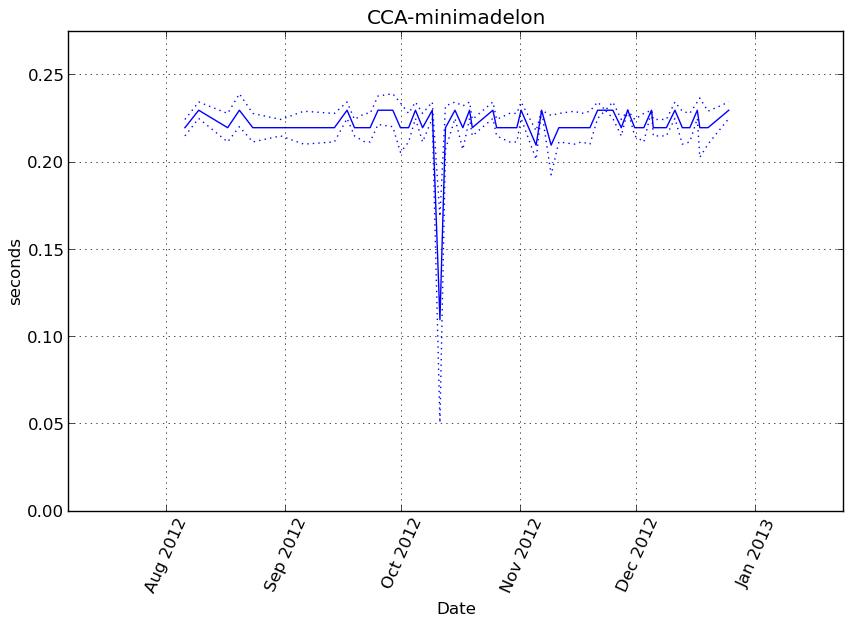 CCA-minimadelon
0.25
0.20
0.15
0.10
0.05
0.00
seconds
Aug 2012
Sep 2012
Oct 2012
Nov 2012
Dec 2012
Jan 2013
Date